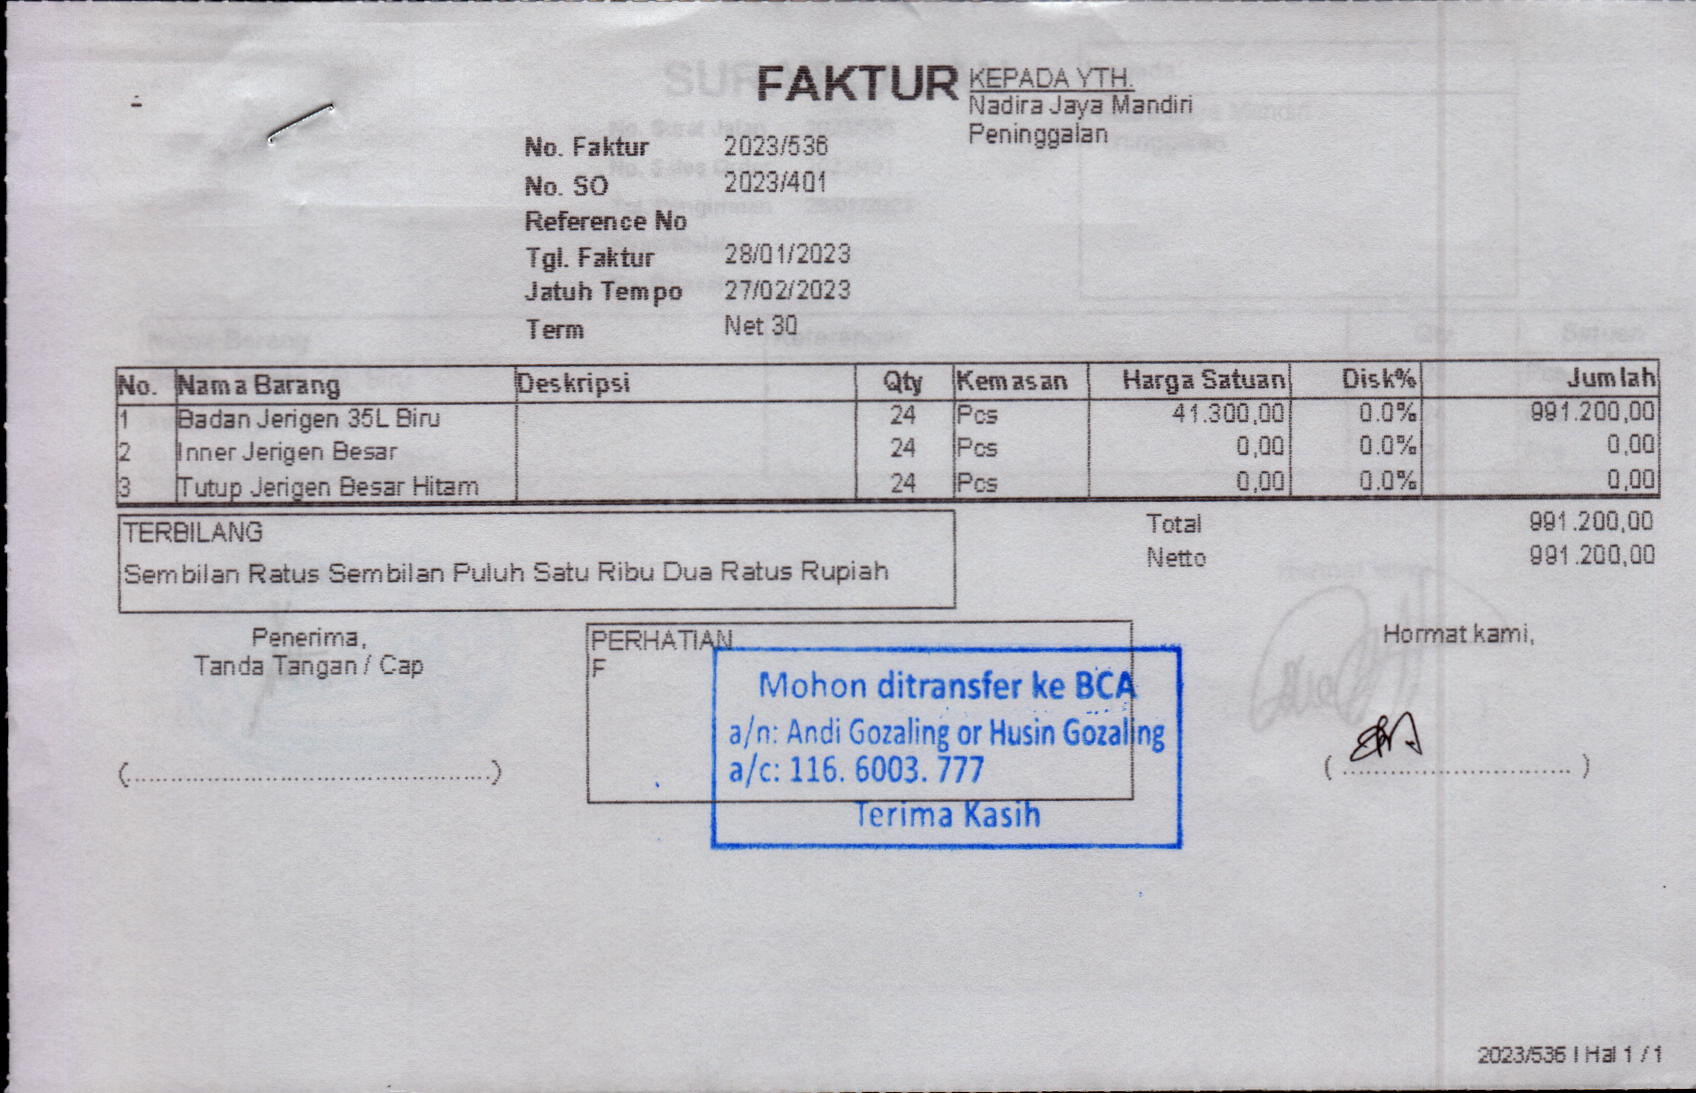 FAKTUR
KEPADA YTH.
Nadira Jaya Mandiri
Peninggalan
No. Faktur 2023/536
No. SO 2023/401
Reference No
Tgl. Faktur 28/01/2023
Jatuh Tempo 27/02/2023
Term Net 30
No. Nama Barang Deskripsi Qty Kemasan Harga Satuan Disk% Jumlah
1 Badan Jerigen 35L Biru 24 Pcs 41.300,00 0.0% 991.200,00
2 Inner Jerigen Besar 24 Pcs 0,00 0.0% 0,00
3 Tutup Jerigen Besar Hitam 24 Pcs 0,00 0.0% 0,00
TERBILANG
Sembilan Ratus Sembilan Puluh Satu Ribu Dua Ratus Rupiah
Total 991.200,00
Netto 991.200,00
Penerima,
Tanda Tangan / Cap
(..........................................)
PERHATIAN
F
Mohon ditransfer ke BCA
a/n: Andi Gozaling or Husin Gozaling
a/c: 116. 6003. 777
Terima Kasih
Hormat kami,
( ............................ )
2023/536 | Hal 1 / 1